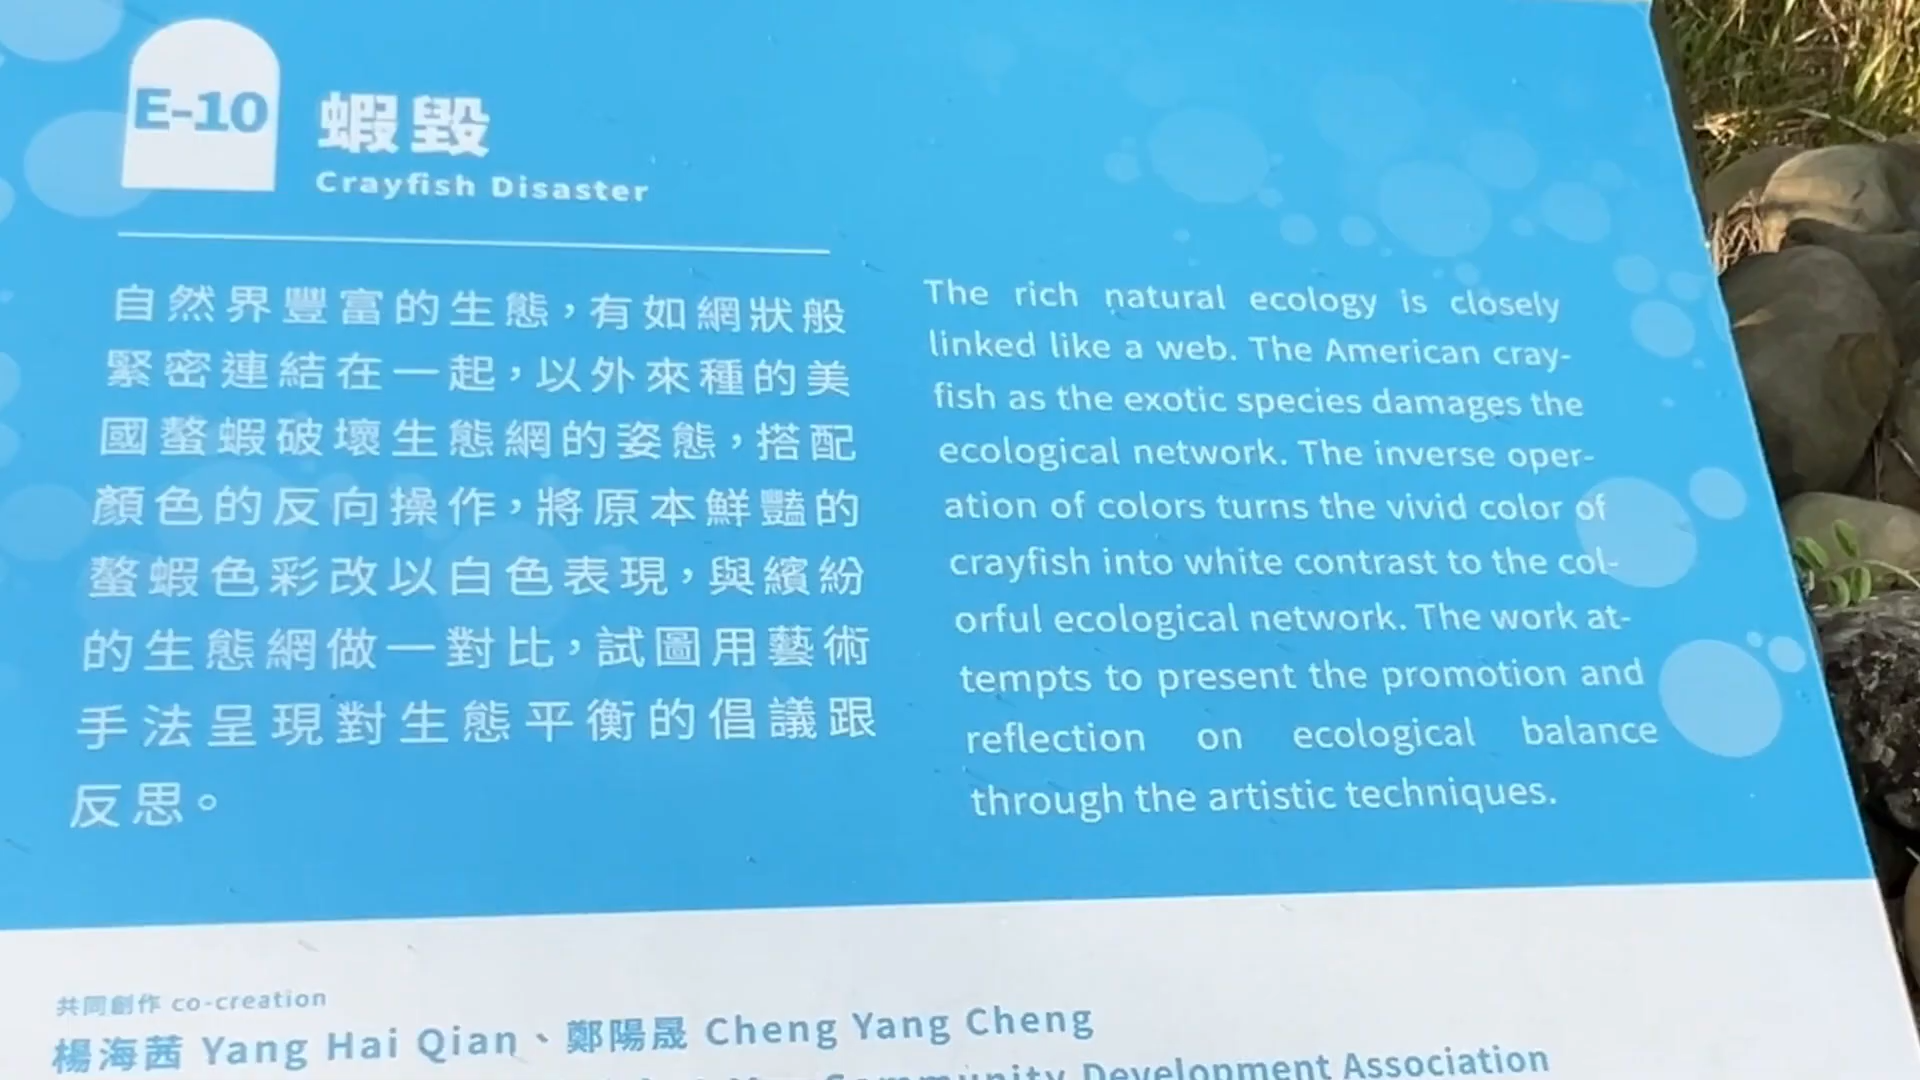 E-10
蝦毀
Crayfish Disaster
自然界豐富的生態,有如網狀般
緊密連結在一起,以外來種的美
國螯蝦破壞生態網的姿態,搭配
顏色的反向操作,將原本鮮豔的
螯蝦色彩改以白色表現,與繽紛
的生態網做一對比,試圖用藝術
手法呈現對生態平衡的倡議跟
反思。
The rich natural ecology is closely
linked like a web. The American cray-
fish as the exotic species damages the
ecological network. The inverse oper-
ation of colors turns the vivid color of
crayfish into white contrast to the col-
orful ecological network. The work at-
tempts to present the promotion and
reflection on ecological balance
through the artistic techniques.
共同創作 co-creation
楊海茜 Yang Hai Qian、鄭陽晟 Cheng Yang Cheng
Community Development Association